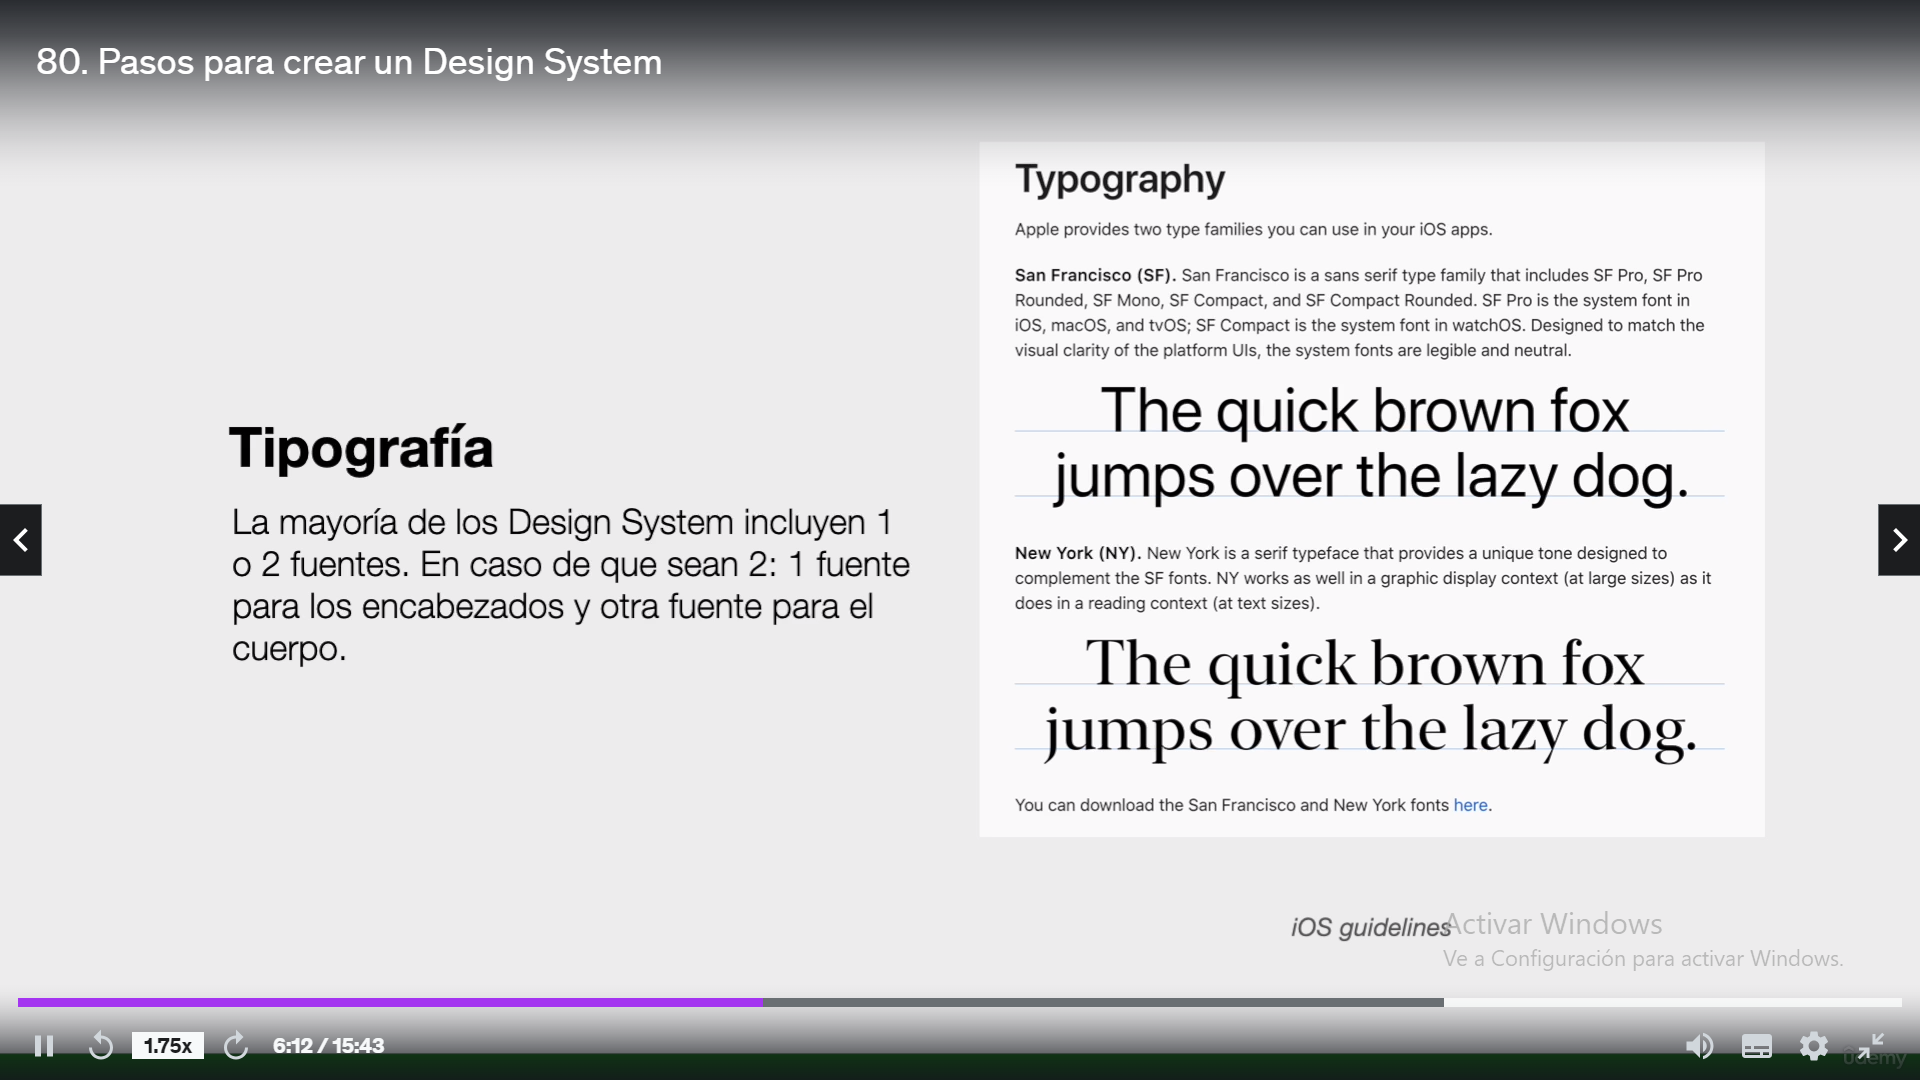 80. Pasos para crear un Design System
Tipografía
La mayoría de los Design System incluyen 1
o 2 fuentes. En caso de que sean 2: 1 fuente
para los encabezados y otra fuente para el
cuerpo.
Typography
Apple provides two type families you can use in your iOS apps.
San Francisco (SF). San Francisco is a sans serif type family that includes SF Pro, SF Pro
Rounded, SF Mono, SF Compact, and SF Compact Rounded. SF Pro is the system font in
iOS, macOS, and tvOS; SF Compact is the system font in watchOS. Designed to match the
visual clarity of the platform UIs, the system fonts are legible and neutral.
The quick brown fox
jumps over the lazy dog.
New York (NY). New York is a serif typeface that provides a unique tone designed to
complement the SF fonts. NY works as well in a graphic display context (at large sizes) as it
does in a reading context (at text sizes).
The quick brown fox
jumps over the lazy dog.
You can download the San Francisco and New York fonts here.
iOS guidelines
Activar Windows
Ve a Configuración para activar Windows.
1.75x
6:12 / 15:43
ûdemy